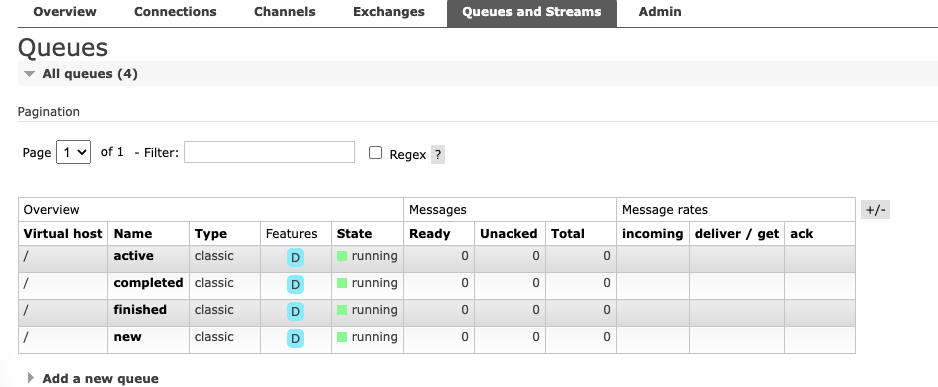 Overview Connections Channels Exchanges Queues and Streams Admin
Queues
All queues (4)
Pagination
Page 1 of 1 - Filter: Regex ?
Overview Messages Message rates +/-
Virtual host Name Type Features State Ready Unacked Total incoming deliver / get ack
/ active classic D running 0 0 0
/ completed classic D running 0 0 0
/ finished classic D running 0 0 0
/ new classic D running 0 0 0
Add a new queue